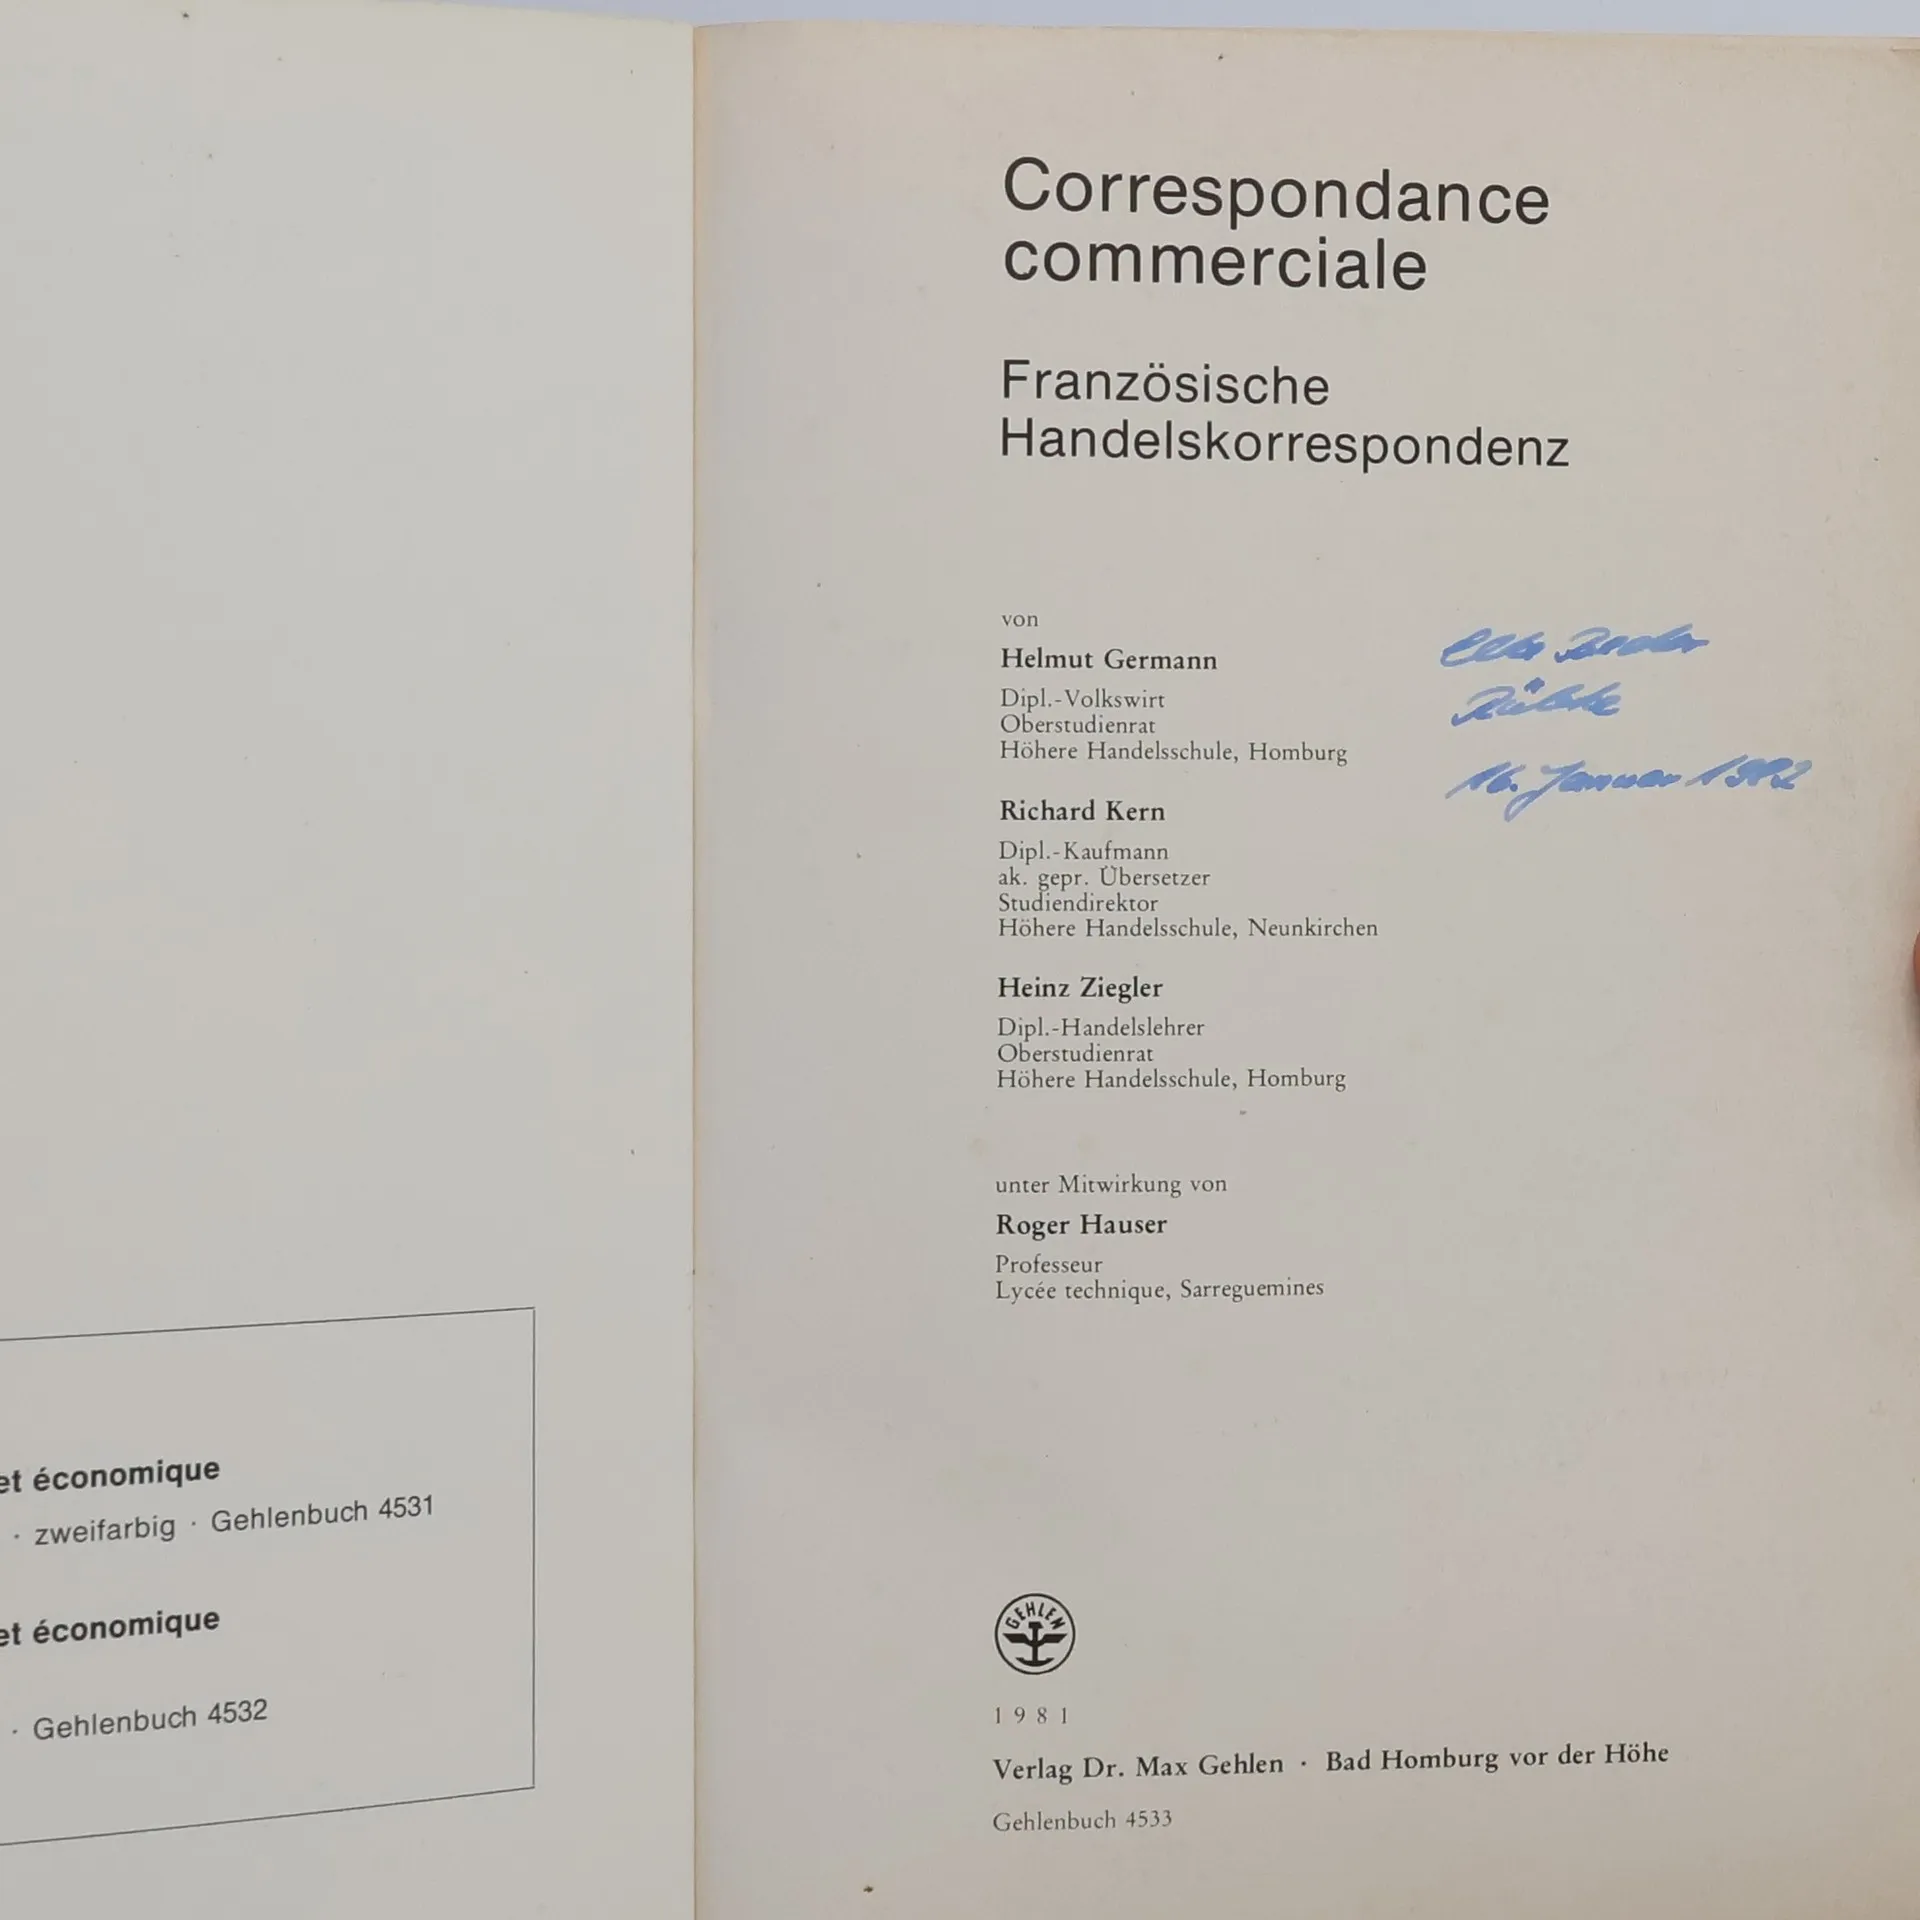 et économique
· zweifarbig · Gehlenbuch 4531
et économique
· Gehlenbuch 4532
Correspondance
commerciale
Französische
Handelskorrespondenz
von
Helmut Germann
Dipl.-Volkswirt
Oberstudienrat
Höhere Handelsschule, Homburg
Richard Kern
Dipl.-Kaufmann
ak. gepr. Übersetzer
Studiendirektor
Höhere Handelsschule, Neunkirchen
Heinz Ziegler
Dipl.-Handelslehrer
Oberstudienrat
Höhere Handelsschule, Homburg
unter Mitwirkung von
Roger Hauser
Professeur
Lycée technique, Sarreguemines
16. Januar
GEHLEN
1981
Verlag Dr. Max Gehlen · Bad Homburg vor der Höhe
Gehlenbuch 4533